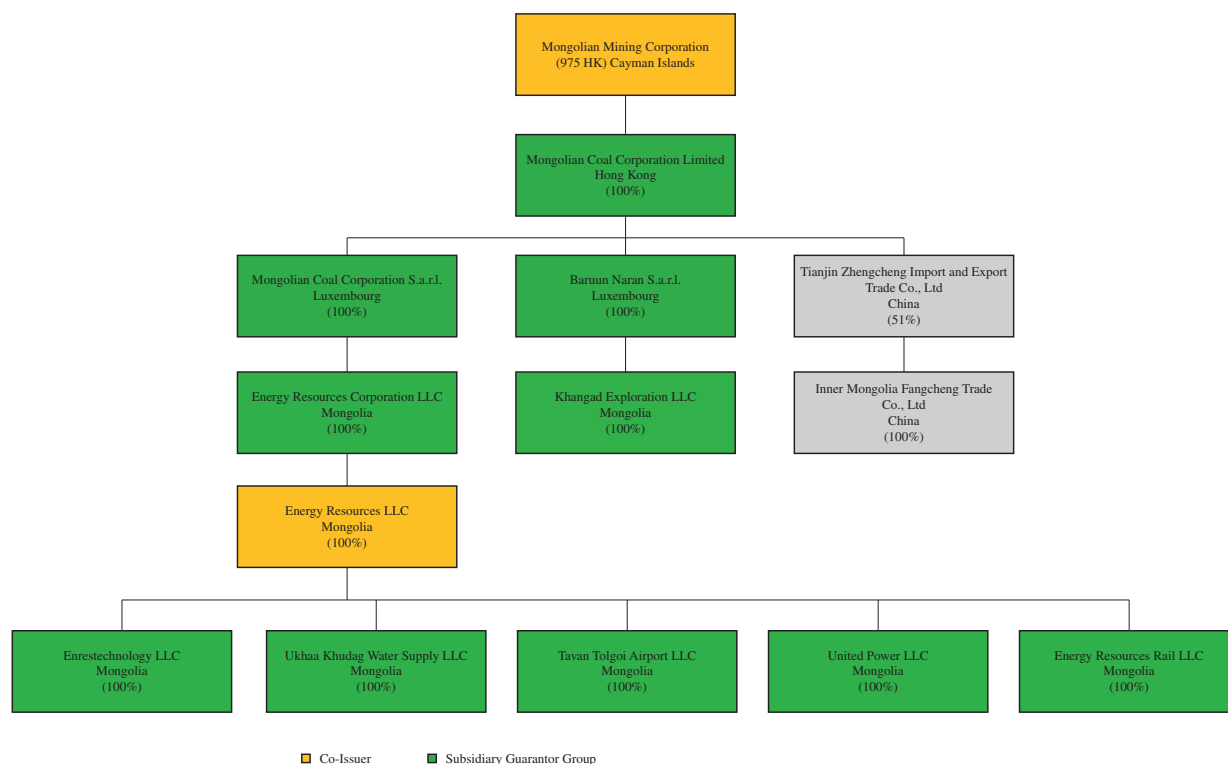 Mongolian Mining Corporation
(975 HK) Cayman Islands
Mongolian Coal Corporation Limited
Hong Kong
(100%)
Mongolian Coal Corporation S.a.r.l.
Luxembourg
(100%)
Baruun Naran S.a.r.l.
Luxembourg
(100%)
Tianjin Zhengcheng Import and Export
Trade Co., Ltd
China
(51%)
Energy Resources Corporation LLC
Mongolia
(100%)
Khangad Exploration LLC
Mongolia
(100%)
Inner Mongolia Fangcheng Trade
Co., Ltd
China
(100%)
Energy Resources LLC
Mongolia
(100%)
Enrestechnology LLC
Mongolia
(100%)
Ukhaa Khudag Water Supply LLC
Mongolia
(100%)
Tavan Tolgoi Airport LLC
Mongolia
(100%)
United Power LLC
Mongolia
(100%)
Energy Resources Rail LLC
Mongolia
(100%)
Co-Issuer
Subsidiary Guarantor Group